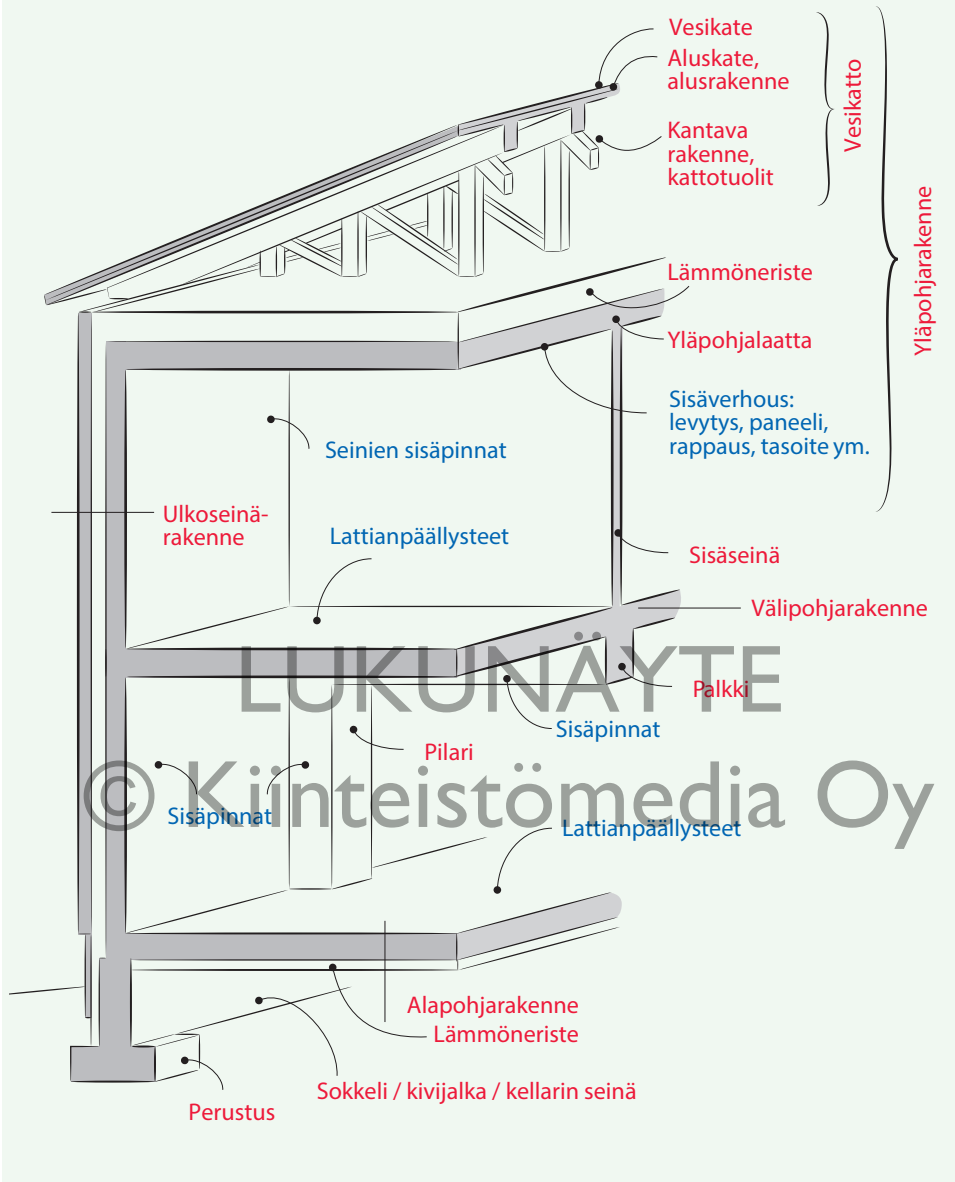 Vesikate
Aluskate,
alusrakenne
Kantava
rakenne,
kattotuolit
Vesikatto
Yläpohjarakenne
Lämmöneriste
Yläpohjalaatta
Sisäverhous:
levytys, paneeli,
rappaus, tasoite ym.
Seinien sisäpinnat
Ulkoseinä-
rakenne
Lattianpäällysteet
Sisäseinä
Välipohjarakenne
LUKUNÄYTE
Palkki
Sisäpinnat
Pilari
© Kiinteistömedia Oy
Sisäpinnat
Lattianpäällysteet
Alapohjarakenne
Lämmöneriste
Sokkeli / kivijalka / kellarin seinä
Perustus